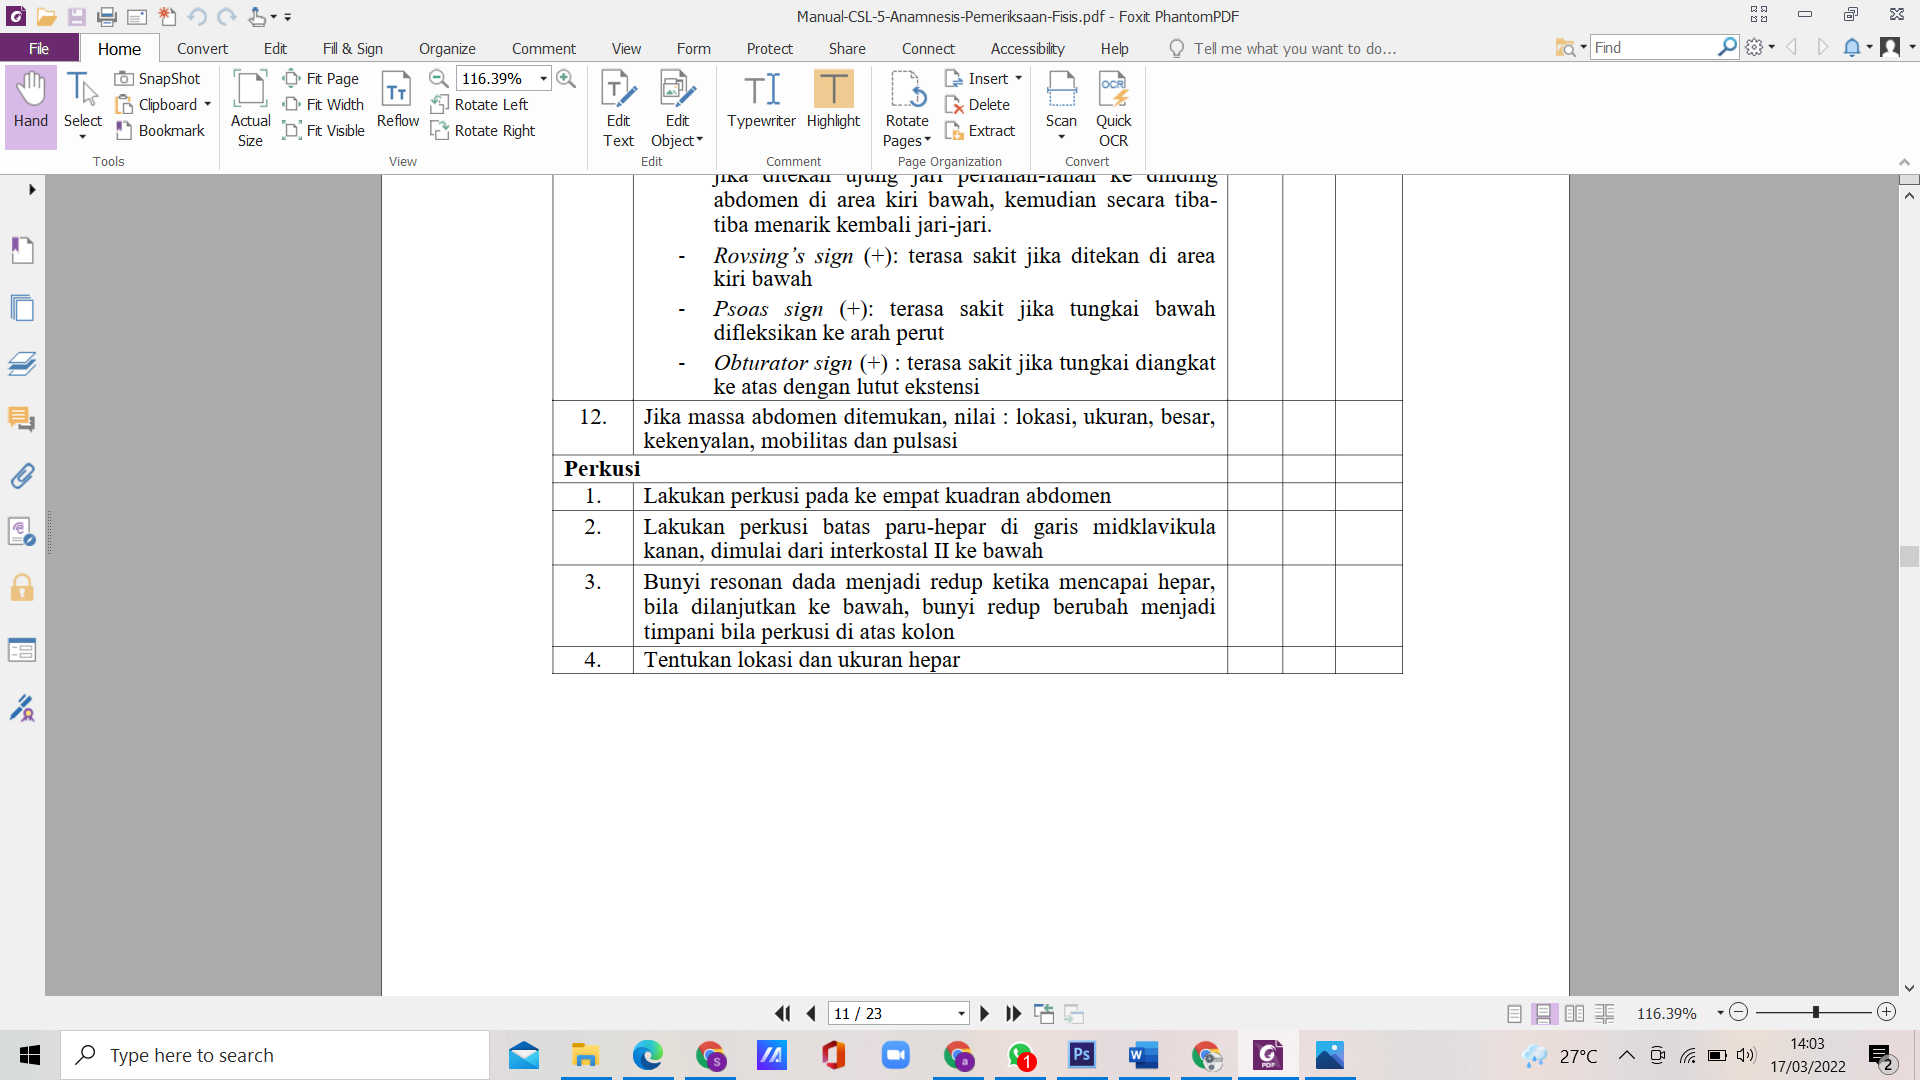 Manual-CSL-5-Anamnesis-Pemeriksaan-Fisis.pdf - Foxit PhantomPDF
File Home Convert Edit Fill & Sign Organize Comment View Form Protect Share Connect Accessibility Help Tell me what you want to do... Find
Hand
Select
SnapShot
Clipboard
Bookmark
Tools
Actual
Size
Fit Page
Fit Width
Fit Visible
Reflow
116.39%
Rotate Left
Rotate Right
View
Edit
Text
Edit
Object
Edit
Typewriter
Highlight
Comment
Rotate
Pages
Insert
Delete
Extract
Page Organization
Scan
Quick
OCR
Convert
jika ditekan ujung jari perlahan-lahan ke dinding
abdomen di area kiri bawah, kemudian secara tiba-
tiba menarik kembali jari-jari.
- Rovsing's sign (+): terasa sakit jika ditekan di area
kiri bawah
- Psoas sign (+): terasa sakit jika tungkai bawah
difleksikan ke arah perut
- Obturator sign (+) : terasa sakit jika tungkai diangkat
ke atas dengan lutut ekstensi
12. Jika massa abdomen ditemukan, nilai : lokasi, ukuran, besar,
kekenyalan, mobilitas dan pulsasi
Perkusi
1. Lakukan perkusi pada ke empat kuadran abdomen
2. Lakukan perkusi batas paru-hepar di garis midklavikula
kanan, dimulai dari interkostal II ke bawah
3. Bunyi resonan dada menjadi redup ketika mencapai hepar,
bila dilanjutkan ke bawah, bunyi redup berubah menjadi
timpani bila perkusi di atas kolon
4. Tentukan lokasi dan ukuran hepar
11 / 23
116.39%
Type here to search
27°C
14:03
17/03/2022
2